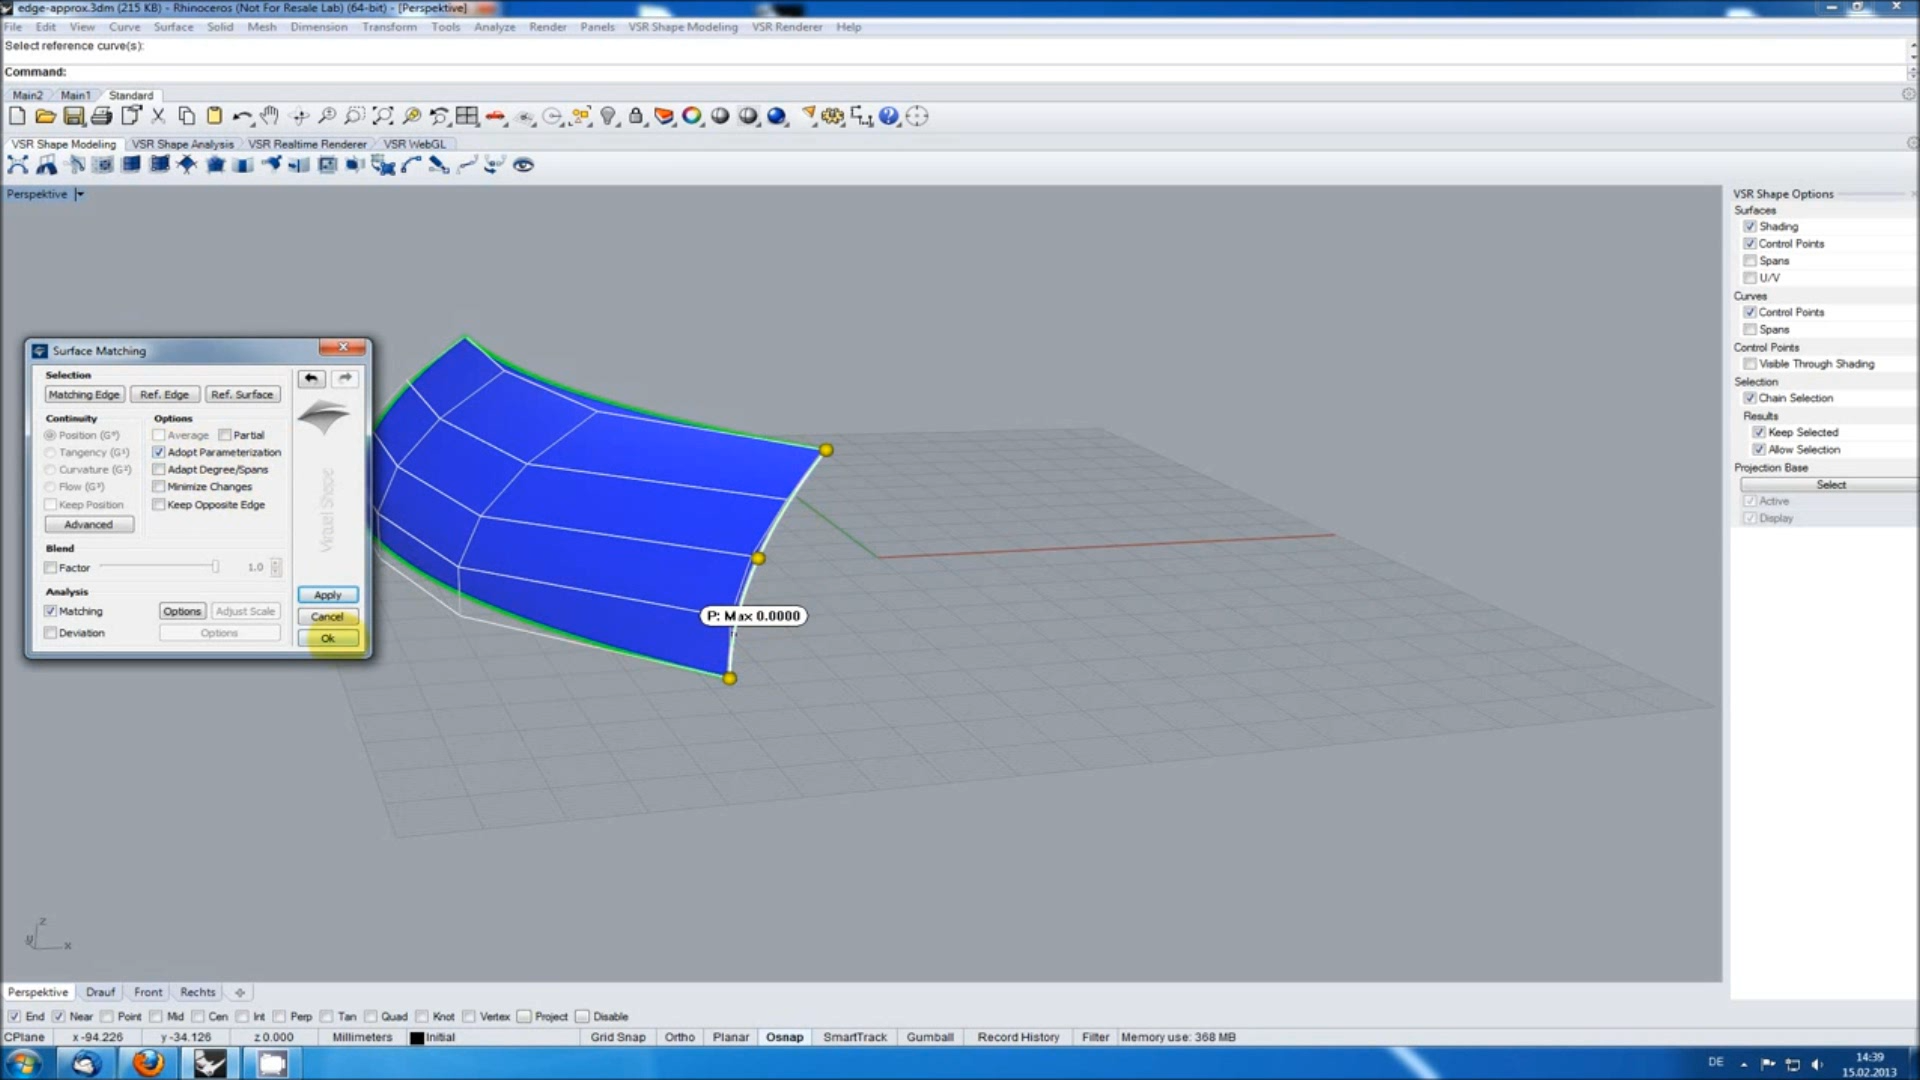 edge-approx.3dm (215 KB) - Rhinoceros (Not For Resale Lab) (64-bit) - [Perspektive]
File Edit View Curve Surface Solid Mesh Dimension Transform Tools Analyze Render Panels VSR Shape Modeling VSR Renderer Help
Select reference curve(s):
Command:
Main2 Main1 Standard
VSR Shape Modeling VSR Shape Analysis VSR Realtime Renderer VSR WebGL
Perspektive
Surface Matching
Selection
Matching Edge Ref. Edge Ref. Surface
Continuity Options
Position (G⁰) Average Partial
Tangency (G¹) Adopt Parameterization
Curvature (G²) Adapt Degree/Spans
Flow (G³) Minimize Changes
Keep Position Keep Opposite Edge
Advanced
Virtual Shape
Blend
Factor 1.0
Analysis
Apply
Matching Options Adjust Scale
Cancel
Deviation Options
Ok
P: Max 0.0000
VSR Shape Options
Surfaces
Shading
Control Points
Spans
U/V
Curves
Control Points
Spans
Control Points
Visible Through Shading
Selection
Chain Selection
Results
Keep Selected
Allow Selection
Projection Base
Select
Active
Display
z
y x
Perspektive Drauf Front Rechts
End Near Point Mid Cen Int Perp Tan Quad Knot Vertex Project Disable
CPlane x -94.226 y -34.126 z 0.000 Millimeters Initial Grid Snap Ortho Planar Osnap SmartTrack Gumball Record History Filter Memory use: 368 MB
DE 14:39
15.02.2013